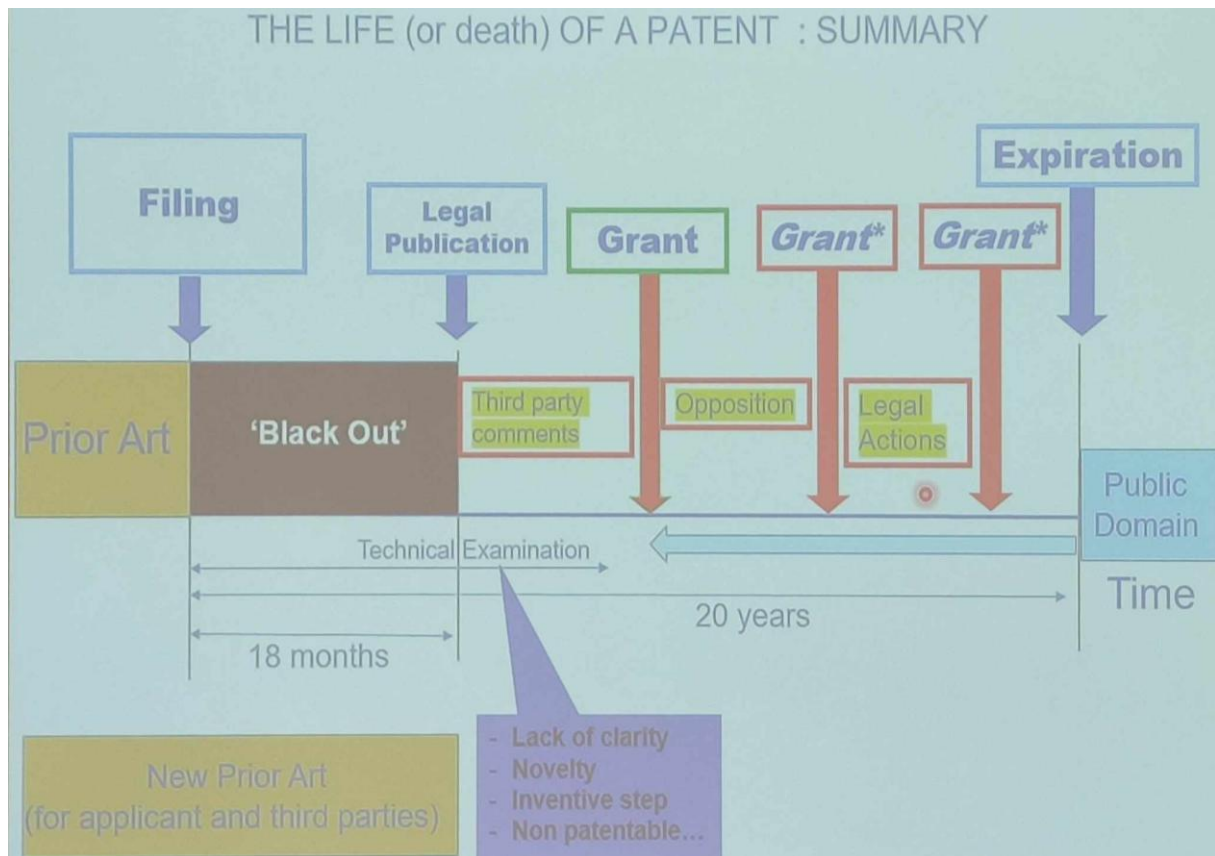 THE LIFE (or death) OF A PATENT : SUMMARY
Filing
Legal
Publication
Grant
Grant*
Grant*
Expiration
Prior Art
'Black Out'
Third party
comments
Opposition
Legal
Actions
Public
Domain
Technical Examination
Time
20 years
18 months
New Prior Art
(for applicant and third parties)
- Lack of clarity
- Novelty
- Inventive step
- Non patentable...